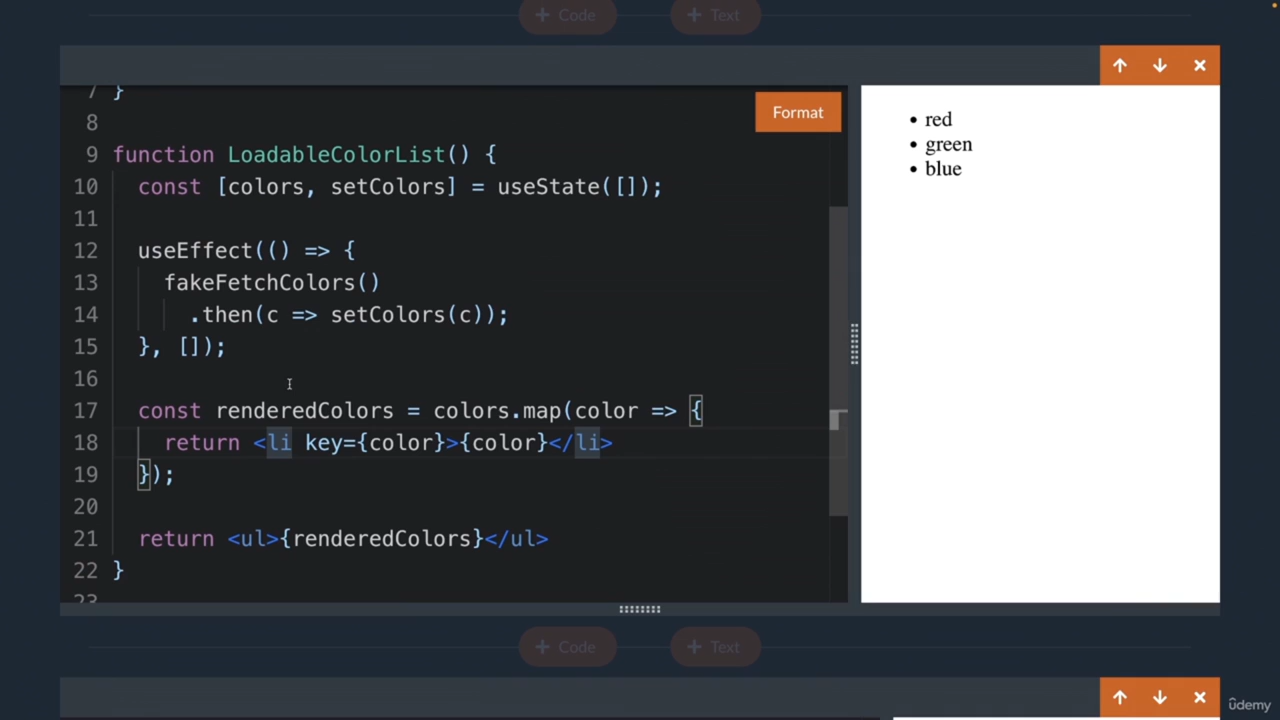 + Code
+ Text
7 }
Format
8
9 function LoadableColorList() {
10 const [colors, setColors] = useState([]);
11
12 useEffect(() => {
13 fakeFetchColors()
14 .then(c => setColors(c));
15 }, []);
16
17 const renderedColors = colors.map(color => {
18 return <li key={color}>{color}</li>
19 });
20
21 return <ul>{renderedColors}</ul>
22 }
23
• red
• green
• blue
+ Code
+ Text
ûdemy